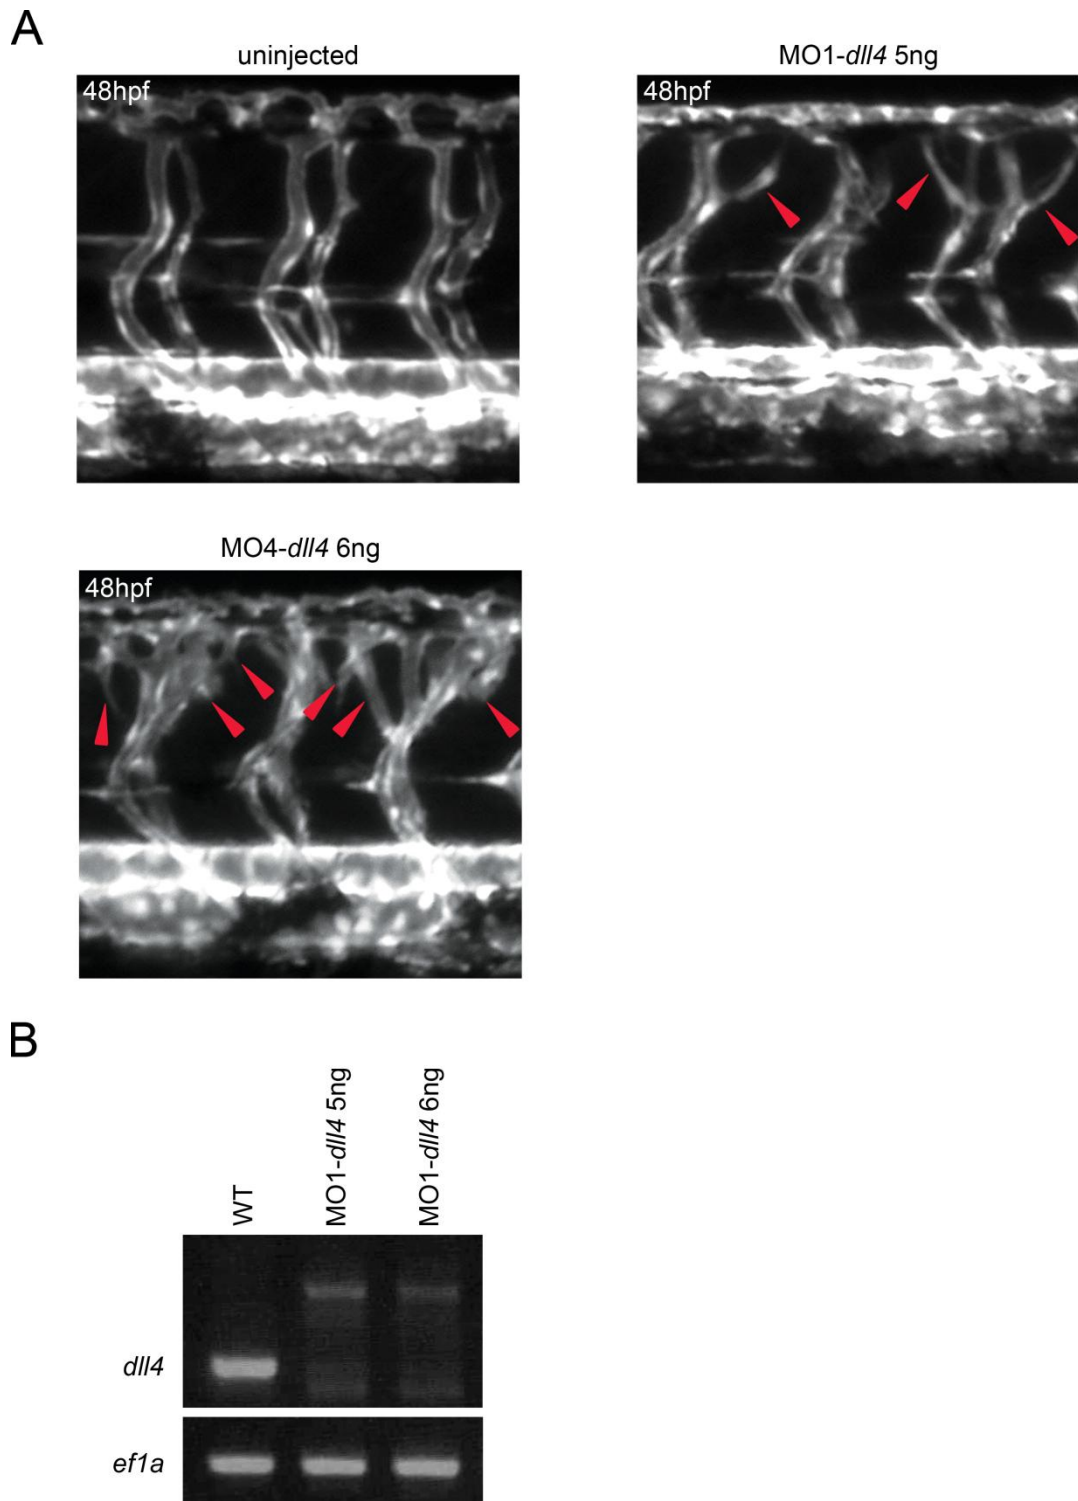 A
uninjected
MO1-dll4 5ng
48hpf
48hpf
MO4-dll4 6ng
48hpf
B
WT
MO1-dll4 5ng
MO1-dll4 6ng
dll4
ef1a